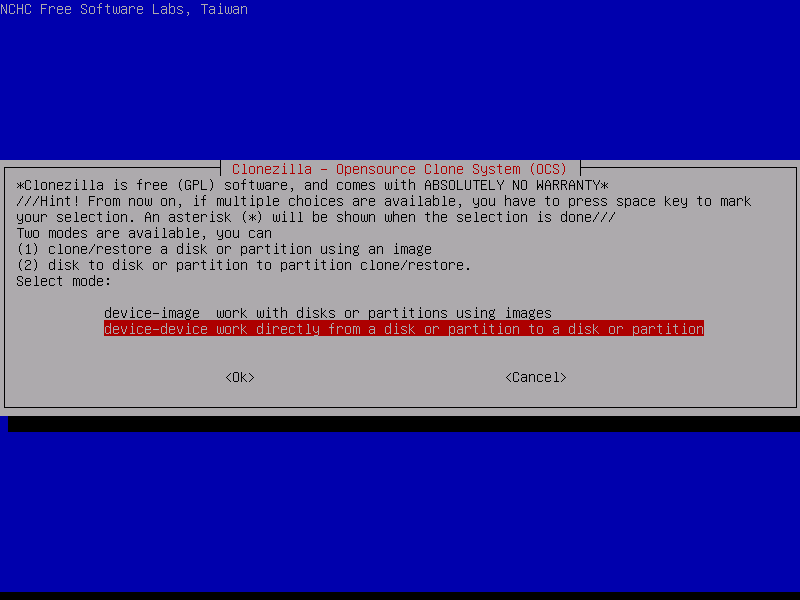 NCHC Free Software Labs, Taiwan
Clonezilla - Opensource Clone System (OCS)
*Clonezilla is free (GPL) software, and comes with ABSOLUTELY NO WARRANTY*
///Hint! From now on, if multiple choices are available, you have to press space key to mark
your selection. An asterisk (*) will be shown when the selection is done///
Two modes are available, you can
(1) clone/restore a disk or partition using an image
(2) disk to disk or partition to partition clone/restore.
Select mode:
device-image  work with disks or partitions using images
device-device work directly from a disk or partition to a disk or partition
<Ok> <Cancel>